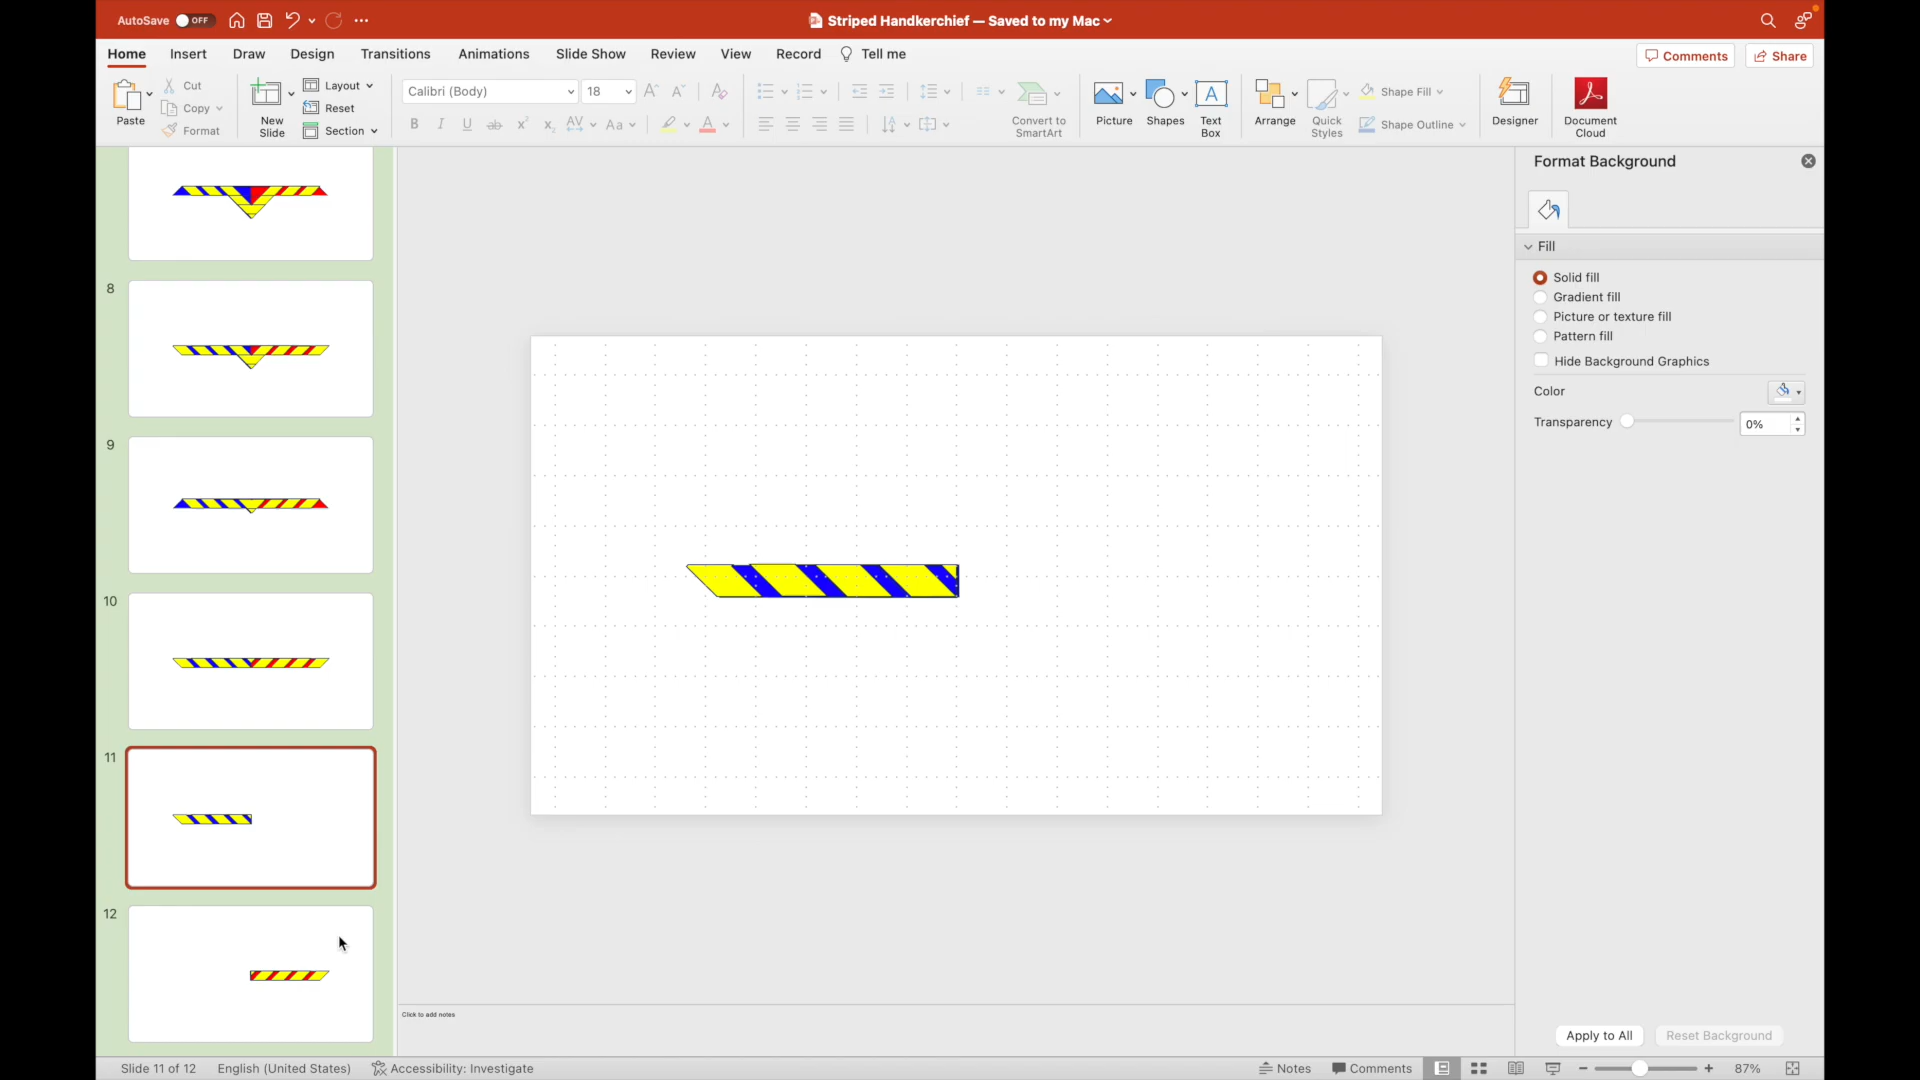 AutoSave OFF
Striped Handkerchief — Saved to my Mac
Home Insert Draw Design Transitions Animations Slide Show Review View Record Tell me
Comments Share
Paste
Cut
Copy
Format
New Slide
Layout
Reset
Section
Calibri (Body) 18
Convert to SmartArt
Picture
Shapes
Text Box
Arrange
Quick Styles
Shape Fill
Shape Outline
Designer
Document Cloud
8
9
10
11
12
Format Background
Fill
Solid fill
Gradient fill
Picture or texture fill
Pattern fill
Hide Background Graphics
Color
Transparency 0%
Apply to All Reset Background
Click to add notes
Slide 11 of 12 English (United States) Accessibility: Investigate Notes Comments 87%